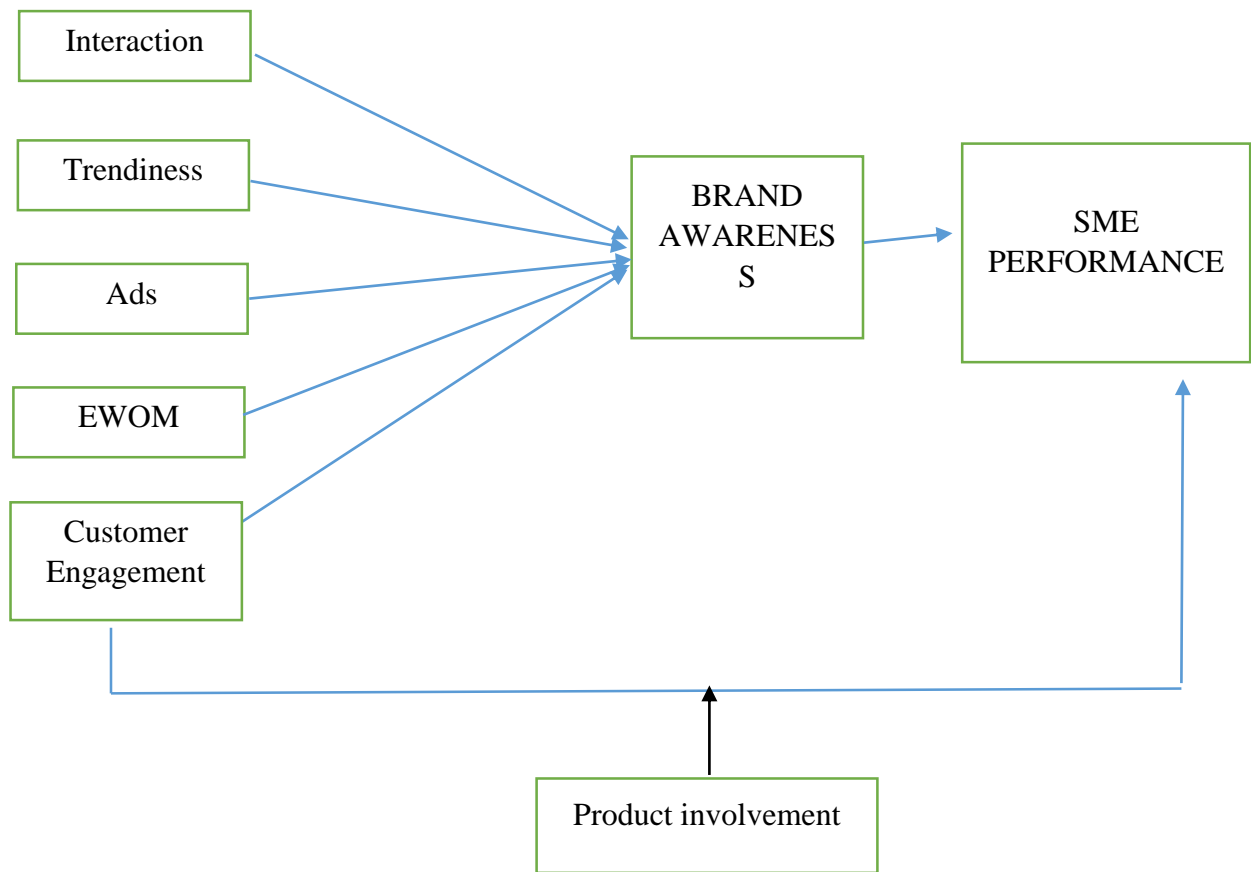 Interaction
Trendiness
Ads
EWOM
Customer
Engagement
BRAND
AWARENES
S
SME
PERFORMANCE
Product involvement